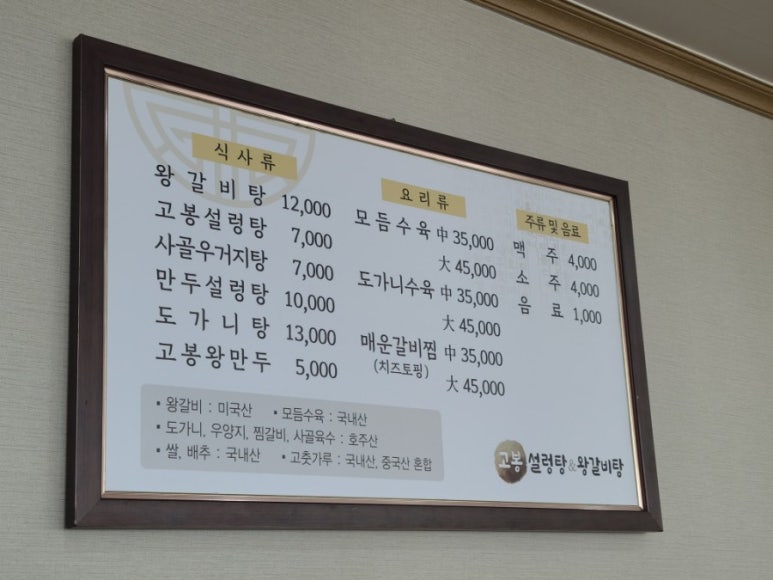 식사류
왕갈비탕 12,000
고봉설렁탕 7,000
사골우거지탕 7,000
만두설렁탕 10,000
도가니탕 13,000
고봉왕만두 5,000
요리류
모듬수육 中 35,000
大 45,000
도가니수육 中 35,000
大 45,000
매운갈비찜 中 35,000
(치즈토핑)
大 45,000
주류 및 음료
맥주 4,000
소주 4,000
음료 1,000
▪ 왕갈비 : 미국산 ▪ 모듬수육 : 국내산
▪ 도가니, 우양지, 찜갈비, 사골육수 : 호주산
▪ 쌀, 배추 : 국내산 ▪ 고춧가루 : 국내산, 중국산 혼합
고봉 설렁탕&왕갈비탕